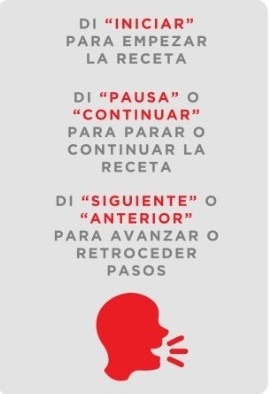 DI “INICIAR”
PARA EMPEZAR
LA RECETA
DI “PAUSA” O
“CONTINUAR”
PARA PARAR O
CONTINUAR LA
RECETA
DI “SIGUIENTE” O
“ANTERIOR”
PARA AVANZAR O
RETROCEDER
PASOS